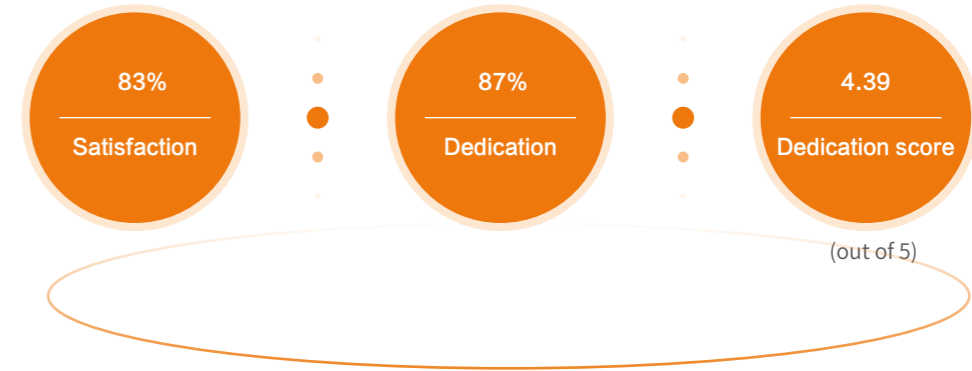 83%
Satisfaction
87%
Dedication
4.39
Dedication score
(out of 5)